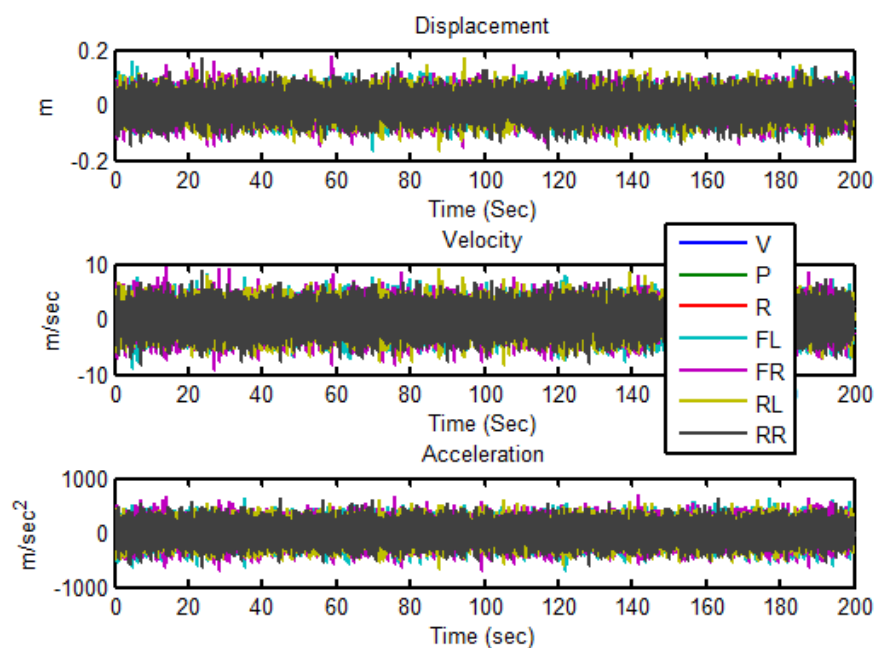 Displacement
0.2
0
-0.2
m
0 20 40 60 80 100 120 140 160 180 200
Time (Sec)
Velocity
10
0
-10
m/sec
0 20 40 60 80 100 120 140 160 180 200
Time (Sec)
V
P
R
FL
FR
RL
RR
Acceleration
1000
0
-1000
m/sec²
0 20 40 60 80 100 120 140 160 180 200
Time (sec)